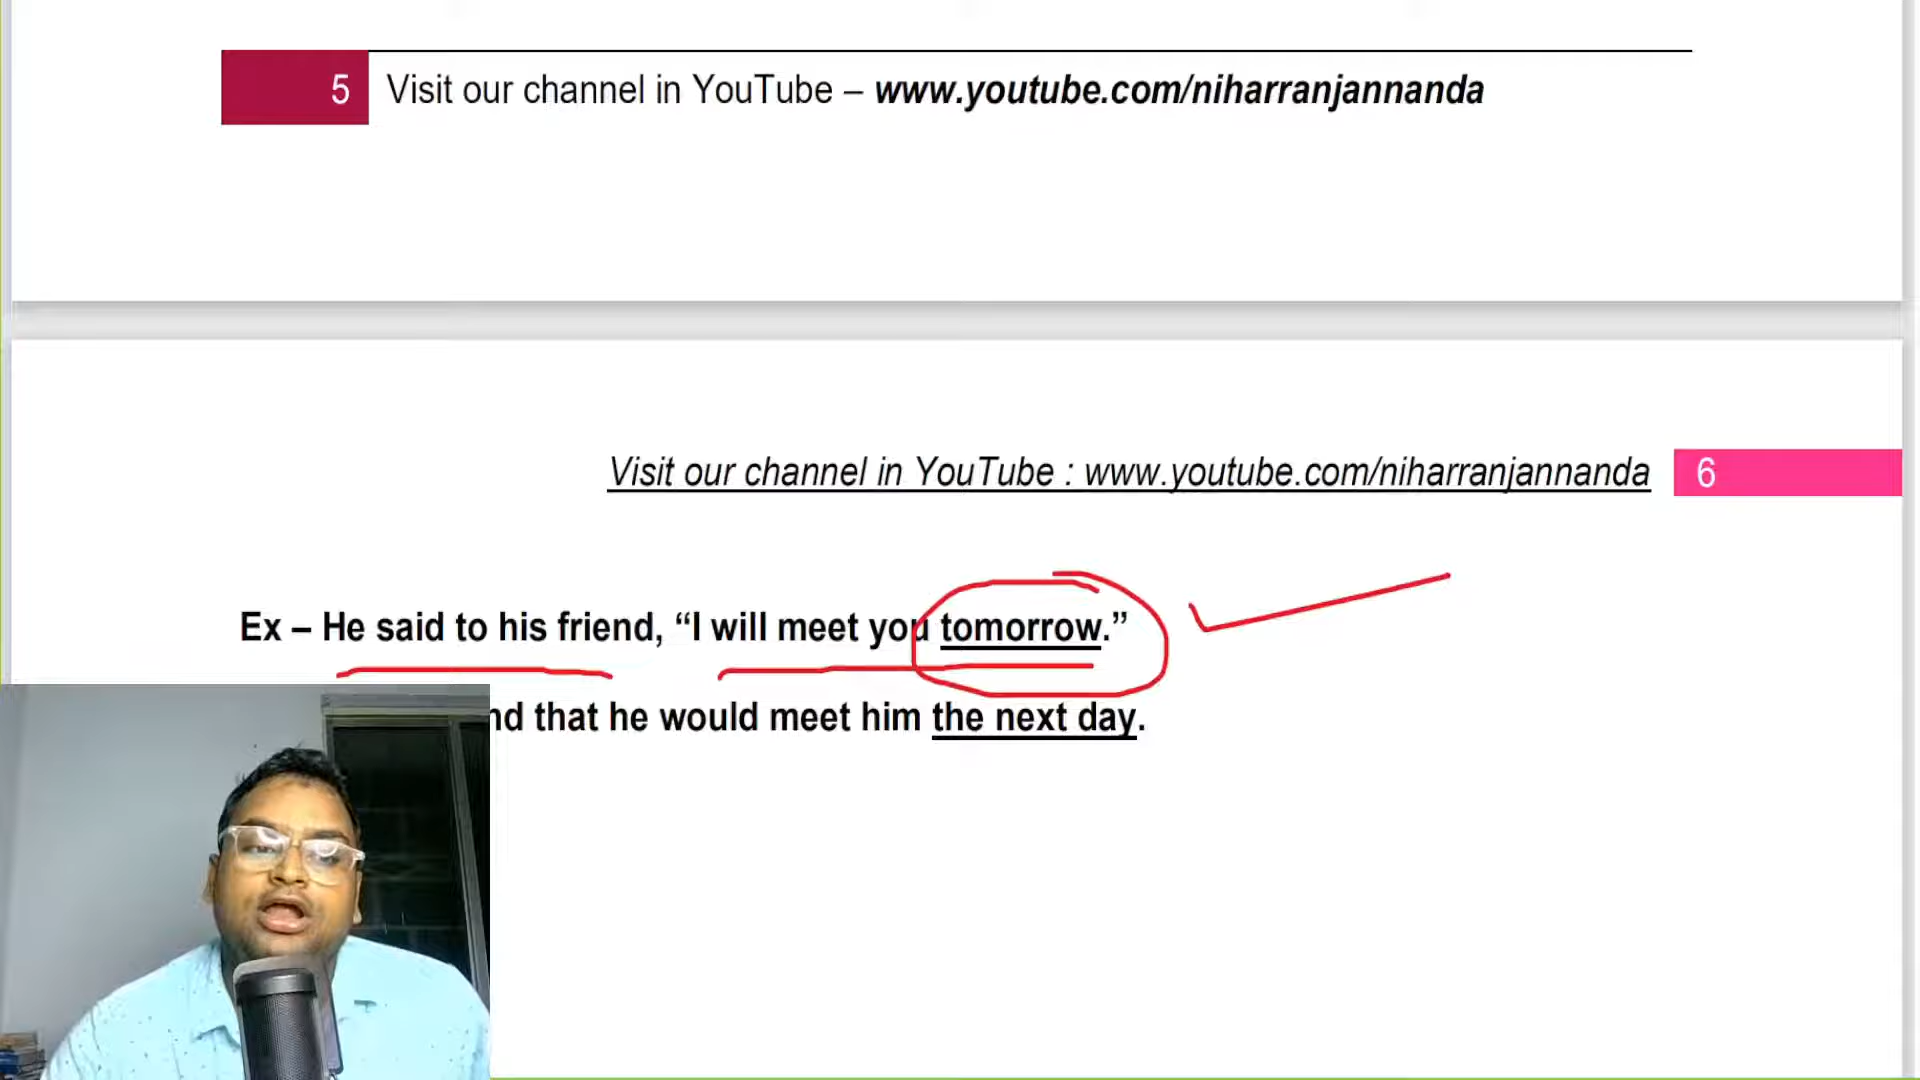 5 Visit our channel in YouTube – www.youtube.com/niharranjannanda
Visit our channel in YouTube : www.youtube.com/niharranjannanda 6
Ex – He said to his friend, “I will meet you tomorrow.”
that he would meet him the next day.